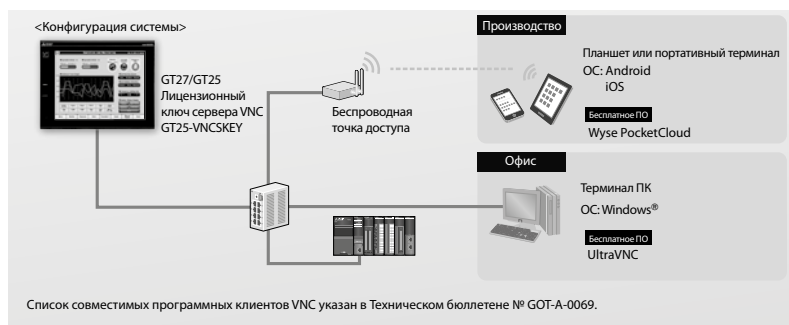 <Конфигурация системы>
GT27/GT25
Лицензионный
ключ сервера VNC
GT25-VNCSKEY
Беспроводная
точка доступа
Производство
Планшет или портативный терминал
ОС: Android
iOS
Бесплатное ПО
Wyse PocketCloud
Офис
Терминал ПК
ОС: Windows®
Бесплатное ПО
UltraVNC
Список совместимых программных клиентов VNC указан в Техническом бюллетене № GOT-A-0069.